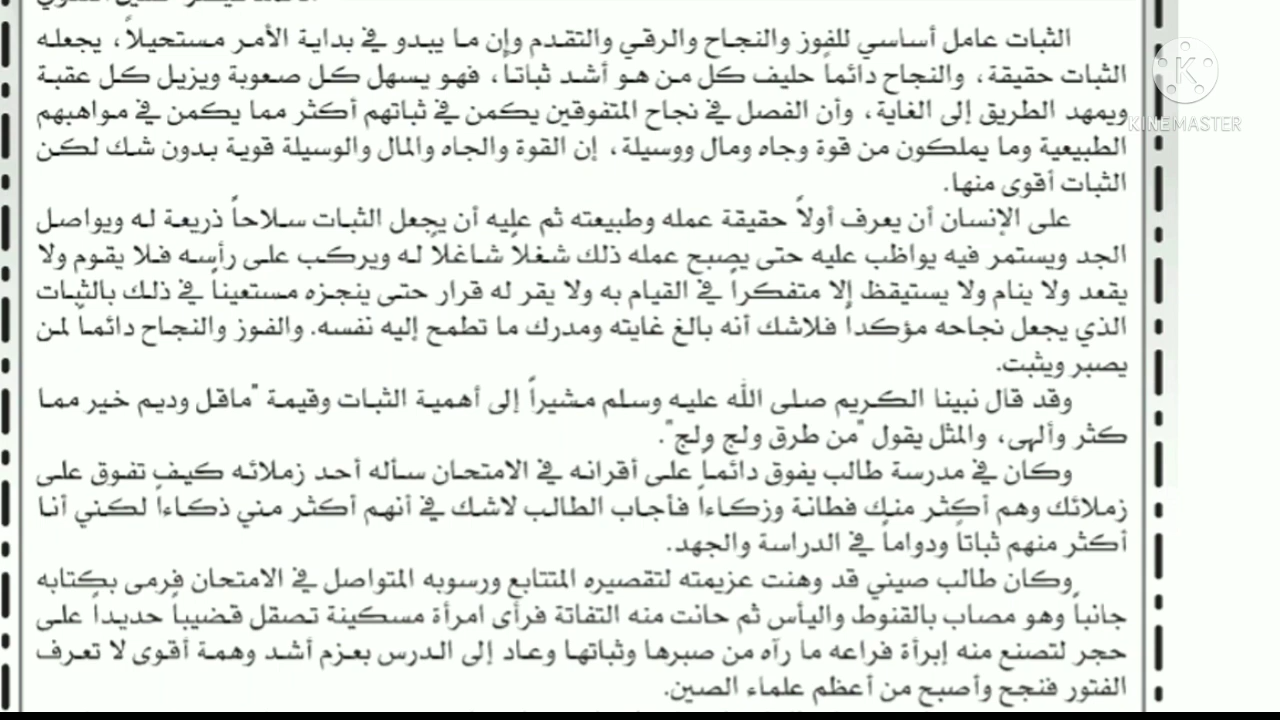 الثبات عامل أساسي للفوز والنجاح والرقي والتقدم وإن ما يبدو في بداية الأمر مستحيلاً، يجعله
الثبات حقيقة، والنجاح دائماً حليف كل من هو أشد ثباتاً، فهو يسهل كل صعوبة ويزيل كل عقبة
ويمهد الطريق إلى الغاية، وأن الفصل في نجاح المتفوقين يكمن في ثباتهم أكثر مما يكمن في مواهبهم
الطبيعية وما يملكون من قوة وجاه ومال ووسيلة، إن القوة والجاه والمال والوسيلة قوية بدون شك لكن
الثبات أقوى منها.
على الإنسان أن يعرف أولاً حقيقة عمله وطبيعته ثم عليه أن يجعل الثبات سلاحاً ذريعة له ويواصل
الجد ويستمر فيه يواظب عليه حتى يصبح عمله ذلك شغلاً شاغلاً له ويركب على رأسه فلا يقوم ولا
يقعد ولا ينام ولا يستيقظ إلا متفكراً في القيام به ولا يقر له قرار حتى ينجزه مستعيناً في ذلك بالثبات
الذي يجعل نجاحه مؤكداً فلاشك أنه بالغ غايته ومدرك ما تطمح إليه نفسه. والفوز والنجاح دائماً لمن
يصبر ويثبت.
وقد قال نبينا الكريم صلى الله عليه وسلم مشيراً إلى أهمية الثبات وقيمة "ماقل وديم خير مما
كثر وألهى، والمثل يقول "من طرق ولج ولج".
وكان في مدرسة طالب يفوق دائماً على أقرانه في الامتحان سأله أحد زملائه كيف تفوق على
زملائك وهم أكثر منك فطانة وزكاءاً فأجاب الطالب لاشك في أنهم أكثر مني ذكاءاً لكني أنا
أكثر منهم ثباتاً ودواماً في الدراسة والجهد.
وكان طالب صيني قد وهنت عزيمته لتقصيره المتتابع ورسوبه المتواصل في الامتحان فرمى بكتابه
جانباً وهو مصاب بالقنوط واليأس ثم حانت منه التفاتة فرأى امرأة مسكينة تصقل قضيباً حديداً على
حجر لتصنع منه إبرأة فراعه ما رآه من صبرها وثباتها وعاد إلى الدرس بعزم أشد وهمة أقوى لا تعرف
الفتور فنجح وأصبح من أعظم علماء الصين.
K
KINEMASTER